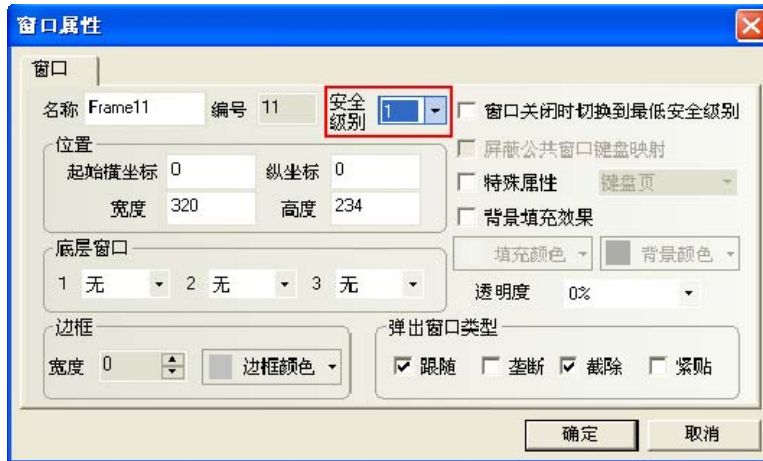 窗口属性
窗口
名称 Frame11 编号 11 安全级别 1 窗口关闭时切换到最低安全级别
位置
屏蔽公共窗口键盘映射
起始横坐标 0 纵坐标 0
特殊属性 键盘页
宽度 320 高度 234
背景填充效果
底层窗口
填充颜色 背景颜色
1 无 2 无 3 无
透明度 0%
边框
弹出窗口类型
宽度 0 边框颜色
跟随 垄断 截除 紧贴
确定 取消